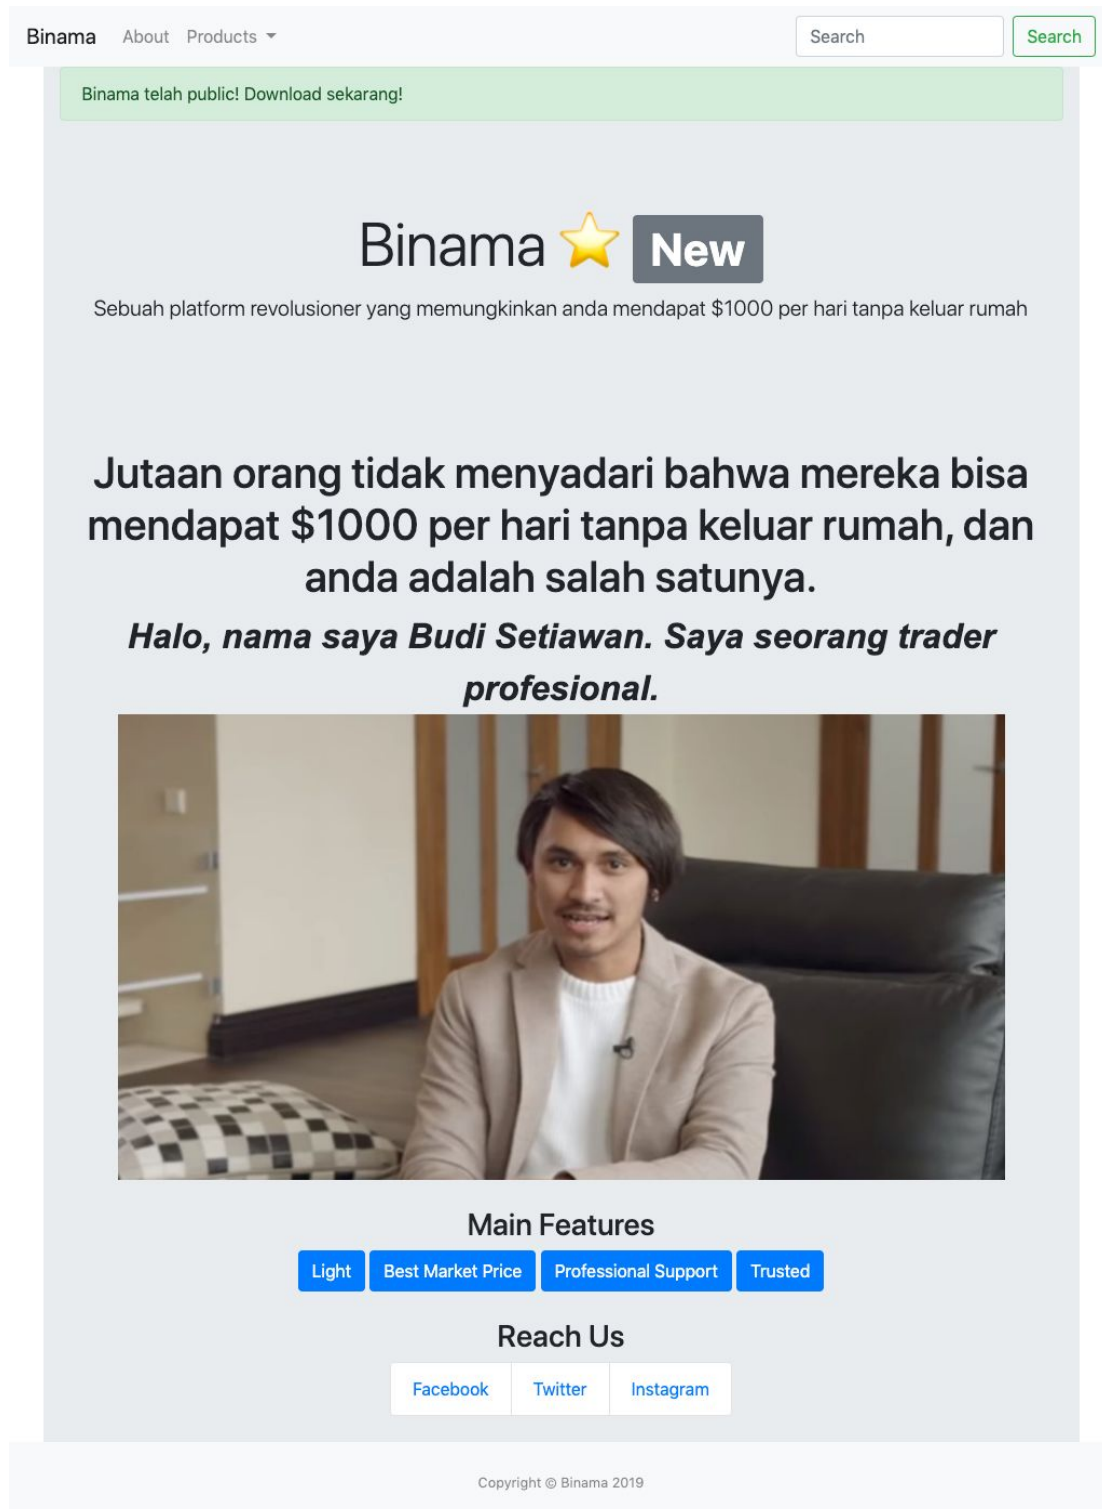 Binama About Products Search Search
Binama telah public! Download sekarang!
Binama New
Sebuah platform revolusioner yang memungkinkan anda mendapat $1000 per hari tanpa keluar rumah
Jutaan orang tidak menyadari bahwa mereka bisa
mendapat $1000 per hari tanpa keluar rumah, dan
anda adalah salah satunya.
Halo, nama saya Budi Setiawan. Saya seorang trader
profesional.
Main Features
Light Best Market Price Professional Support Trusted
Reach Us
Facebook Twitter Instagram
Copyright © Binama 2019